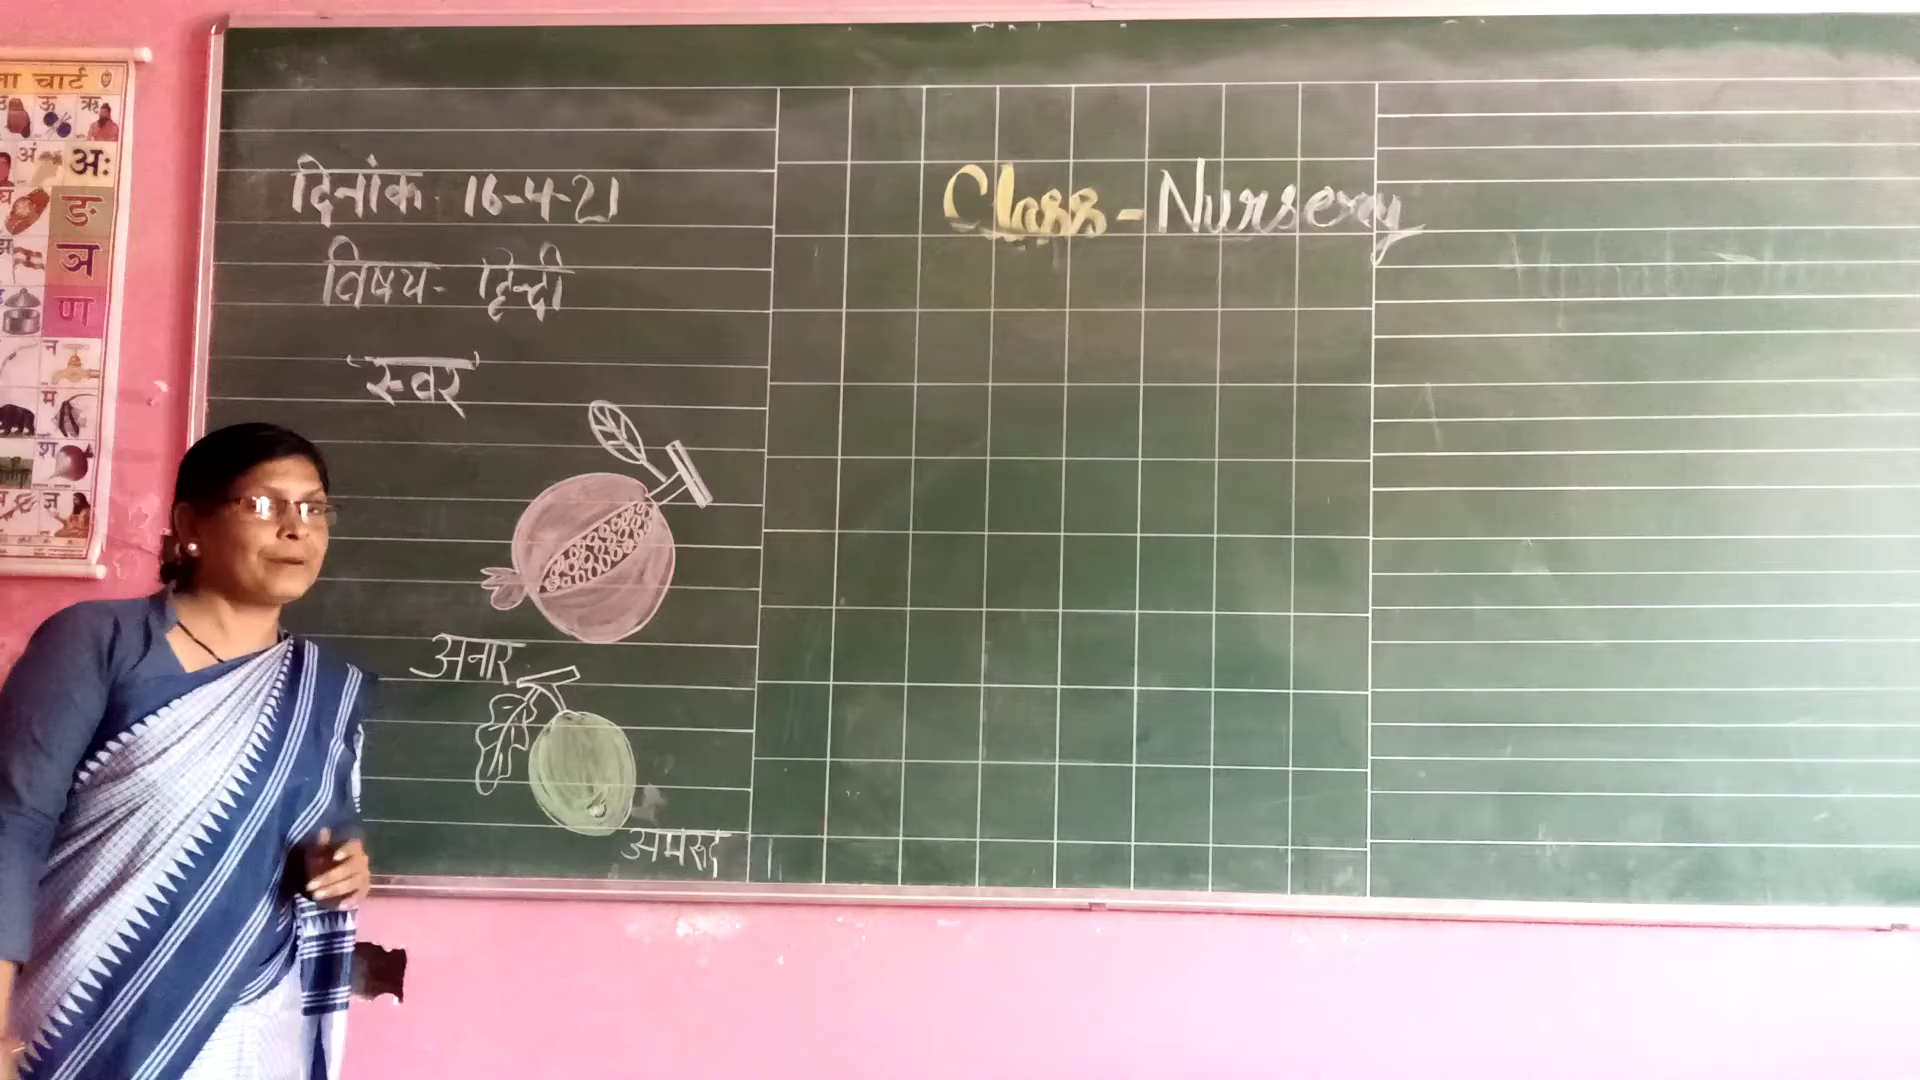 दिनांक. 16-4-21
विषय- हिन्दी
"स्वर"
अनार
अमरुद
Class-Nursery
चार्ट
ऊ ऋ
अं अः
घ ङ
झ ञ
ण
न
म
श
ज्ञ